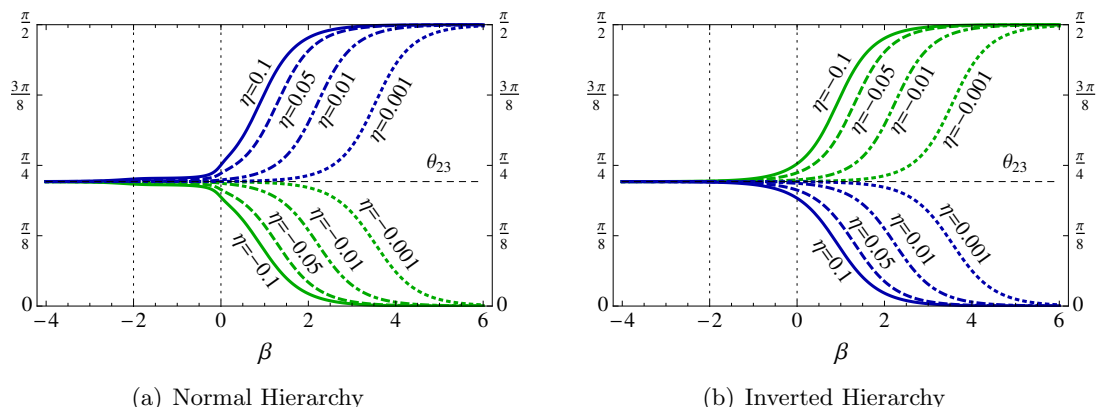 π/2 π/2 π/2 π/2
3π/8 3π/8 3π/8 3π/8
π/4 π/4 π/4 π/4
π/8 π/8 π/8 π/8
0 0 0 0
η=0.1 η=0.05 η=0.01 η=0.001
θ23
η=−0.1 η=−0.05 η=−0.01 η=−0.001
−4 −2 0 2 4 6
β
(a) Normal Hierarchy
η=−0.1 η=−0.05 η=−0.01 η=−0.001
θ23
η=0.1 η=0.05 η=0.01 η=0.001
−4 −2 0 2 4 6
β
(b) Inverted Hierarchy